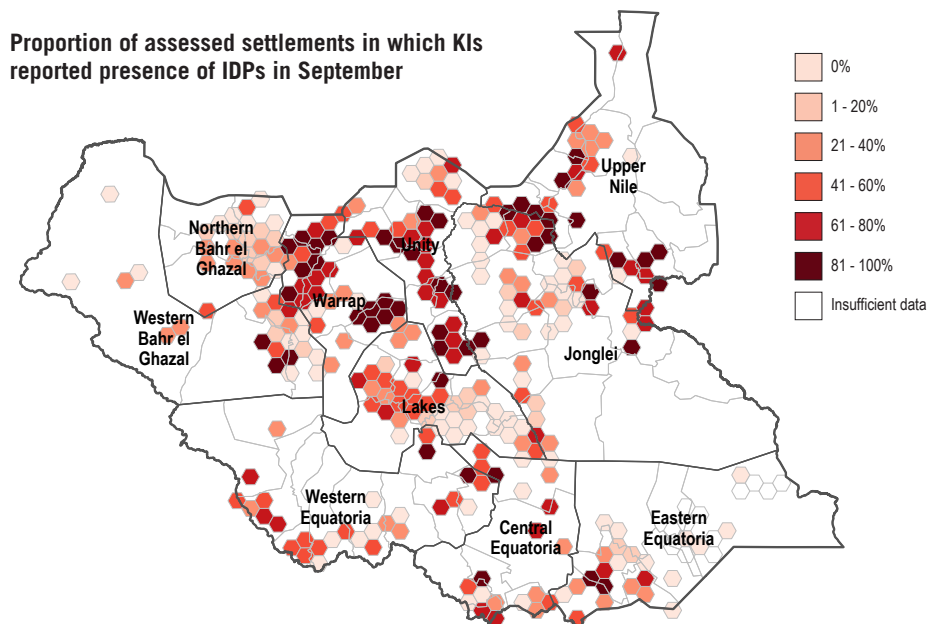 Proportion of assessed settlements in which KIs
reported presence of IDPs in September
0%
1 - 20%
21 - 40%
41 - 60%
61 - 80%
81 - 100%
Insufficient data
Upper
Nile
Northern
Bahr el
Ghazal
Unity
Warrap
Western
Bahr el
Ghazal
Jonglei
Lakes
Western
Equatoria
Central
Equatoria
Eastern
Equatoria